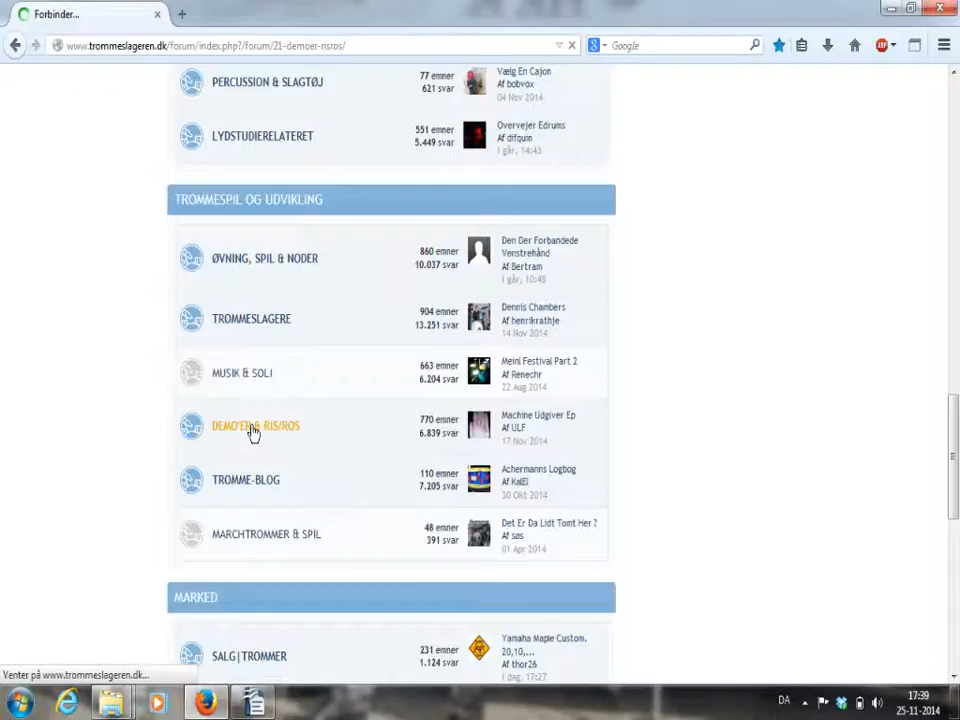 Forbinder...
www.trommeslageren.dk/forum/index.php?/forum/21-demoer-risros/
Google
PERCUSSION & SLAGTØJ
77 emner
621 svar
Vælg En Cajon
Af bobvox
04 Nov 2014
LYDSTUDIERELATERET
551 emner
5.449 svar
Overvejer Edrums
Af difquin
I går, 14:43
TROMMESPIL OG UDVIKLING
ØVNING, SPIL & NODER
860 emner
10.037 svar
Den Der Forbandede
Venstrehånd
Af Bertram
I går, 10:48
TROMMESLAGERE
904 emner
13.251 svar
Dennis Chambers
Af henrikrathje
14 Nov 2014
MUSIK & SOLI
663 emner
6.204 svar
Meinl Festival Part 2
Af Renechr
22 Aug 2014
DEMO'ER & RIS/ROS
770 emner
6.839 svar
Machine Udgiver Ep
Af ULF
17 Nov 2014
TROMME-BLOG
110 emner
7.205 svar
Achermanns Logbog
Af KalEl
30 Okt 2014
MARCHTROMMER & SPIL
48 emner
391 svar
Det Er Da Lidt Tomt Her ?
Af søs
01 Apr 2014
MARKED
SALG|TROMMER
231 emner
1.124 svar
Yamaha Maple Custom.
20,10,...
Af thor26
I dag, 17:27
Venter på www.trommeslageren.dk...
DA
17:39
25-11-2014